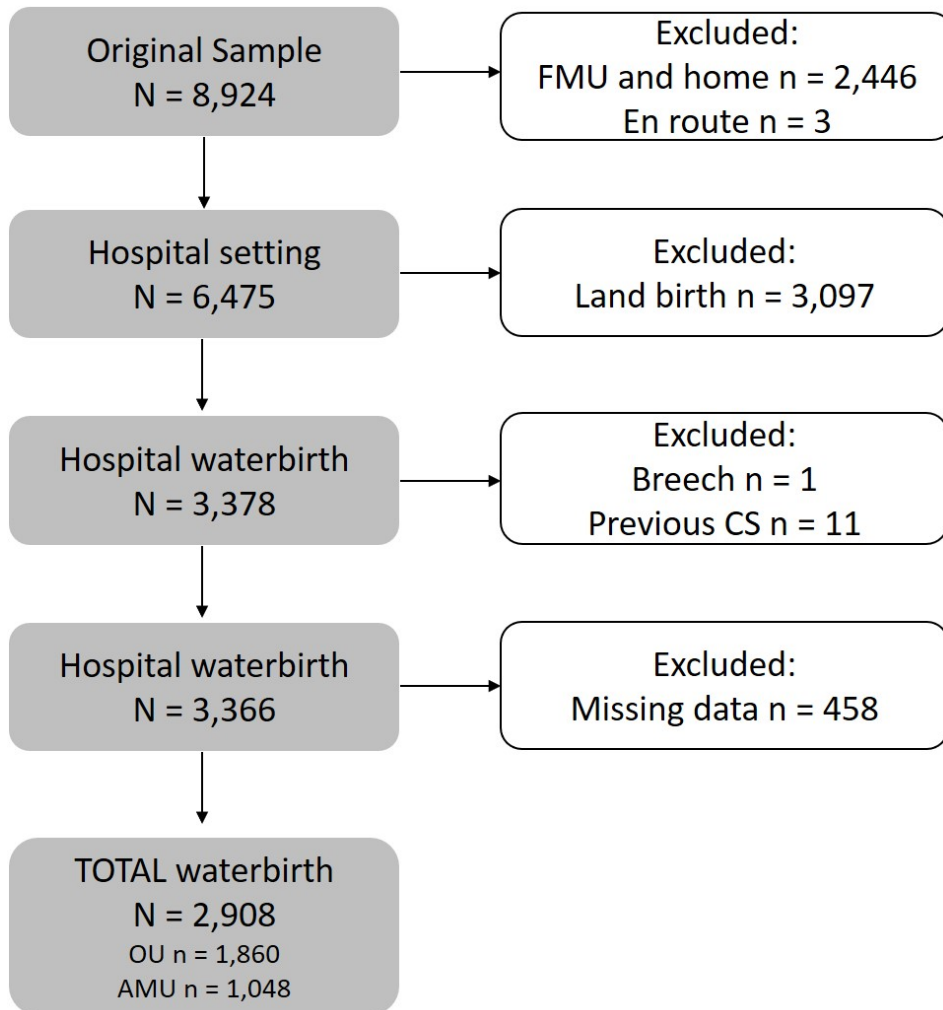 Original Sample
N = 8,924
Excluded:
FMU and home n = 2,446
En route n = 3
Hospital setting
N = 6,475
Excluded:
Land birth n = 3,097
Hospital waterbirth
N = 3,378
Excluded:
Breech n = 1
Previous CS n = 11
Hospital waterbirth
N = 3,366
Excluded:
Missing data n = 458
TOTAL waterbirth
N = 2,908
OU n = 1,860
AMU n = 1,048